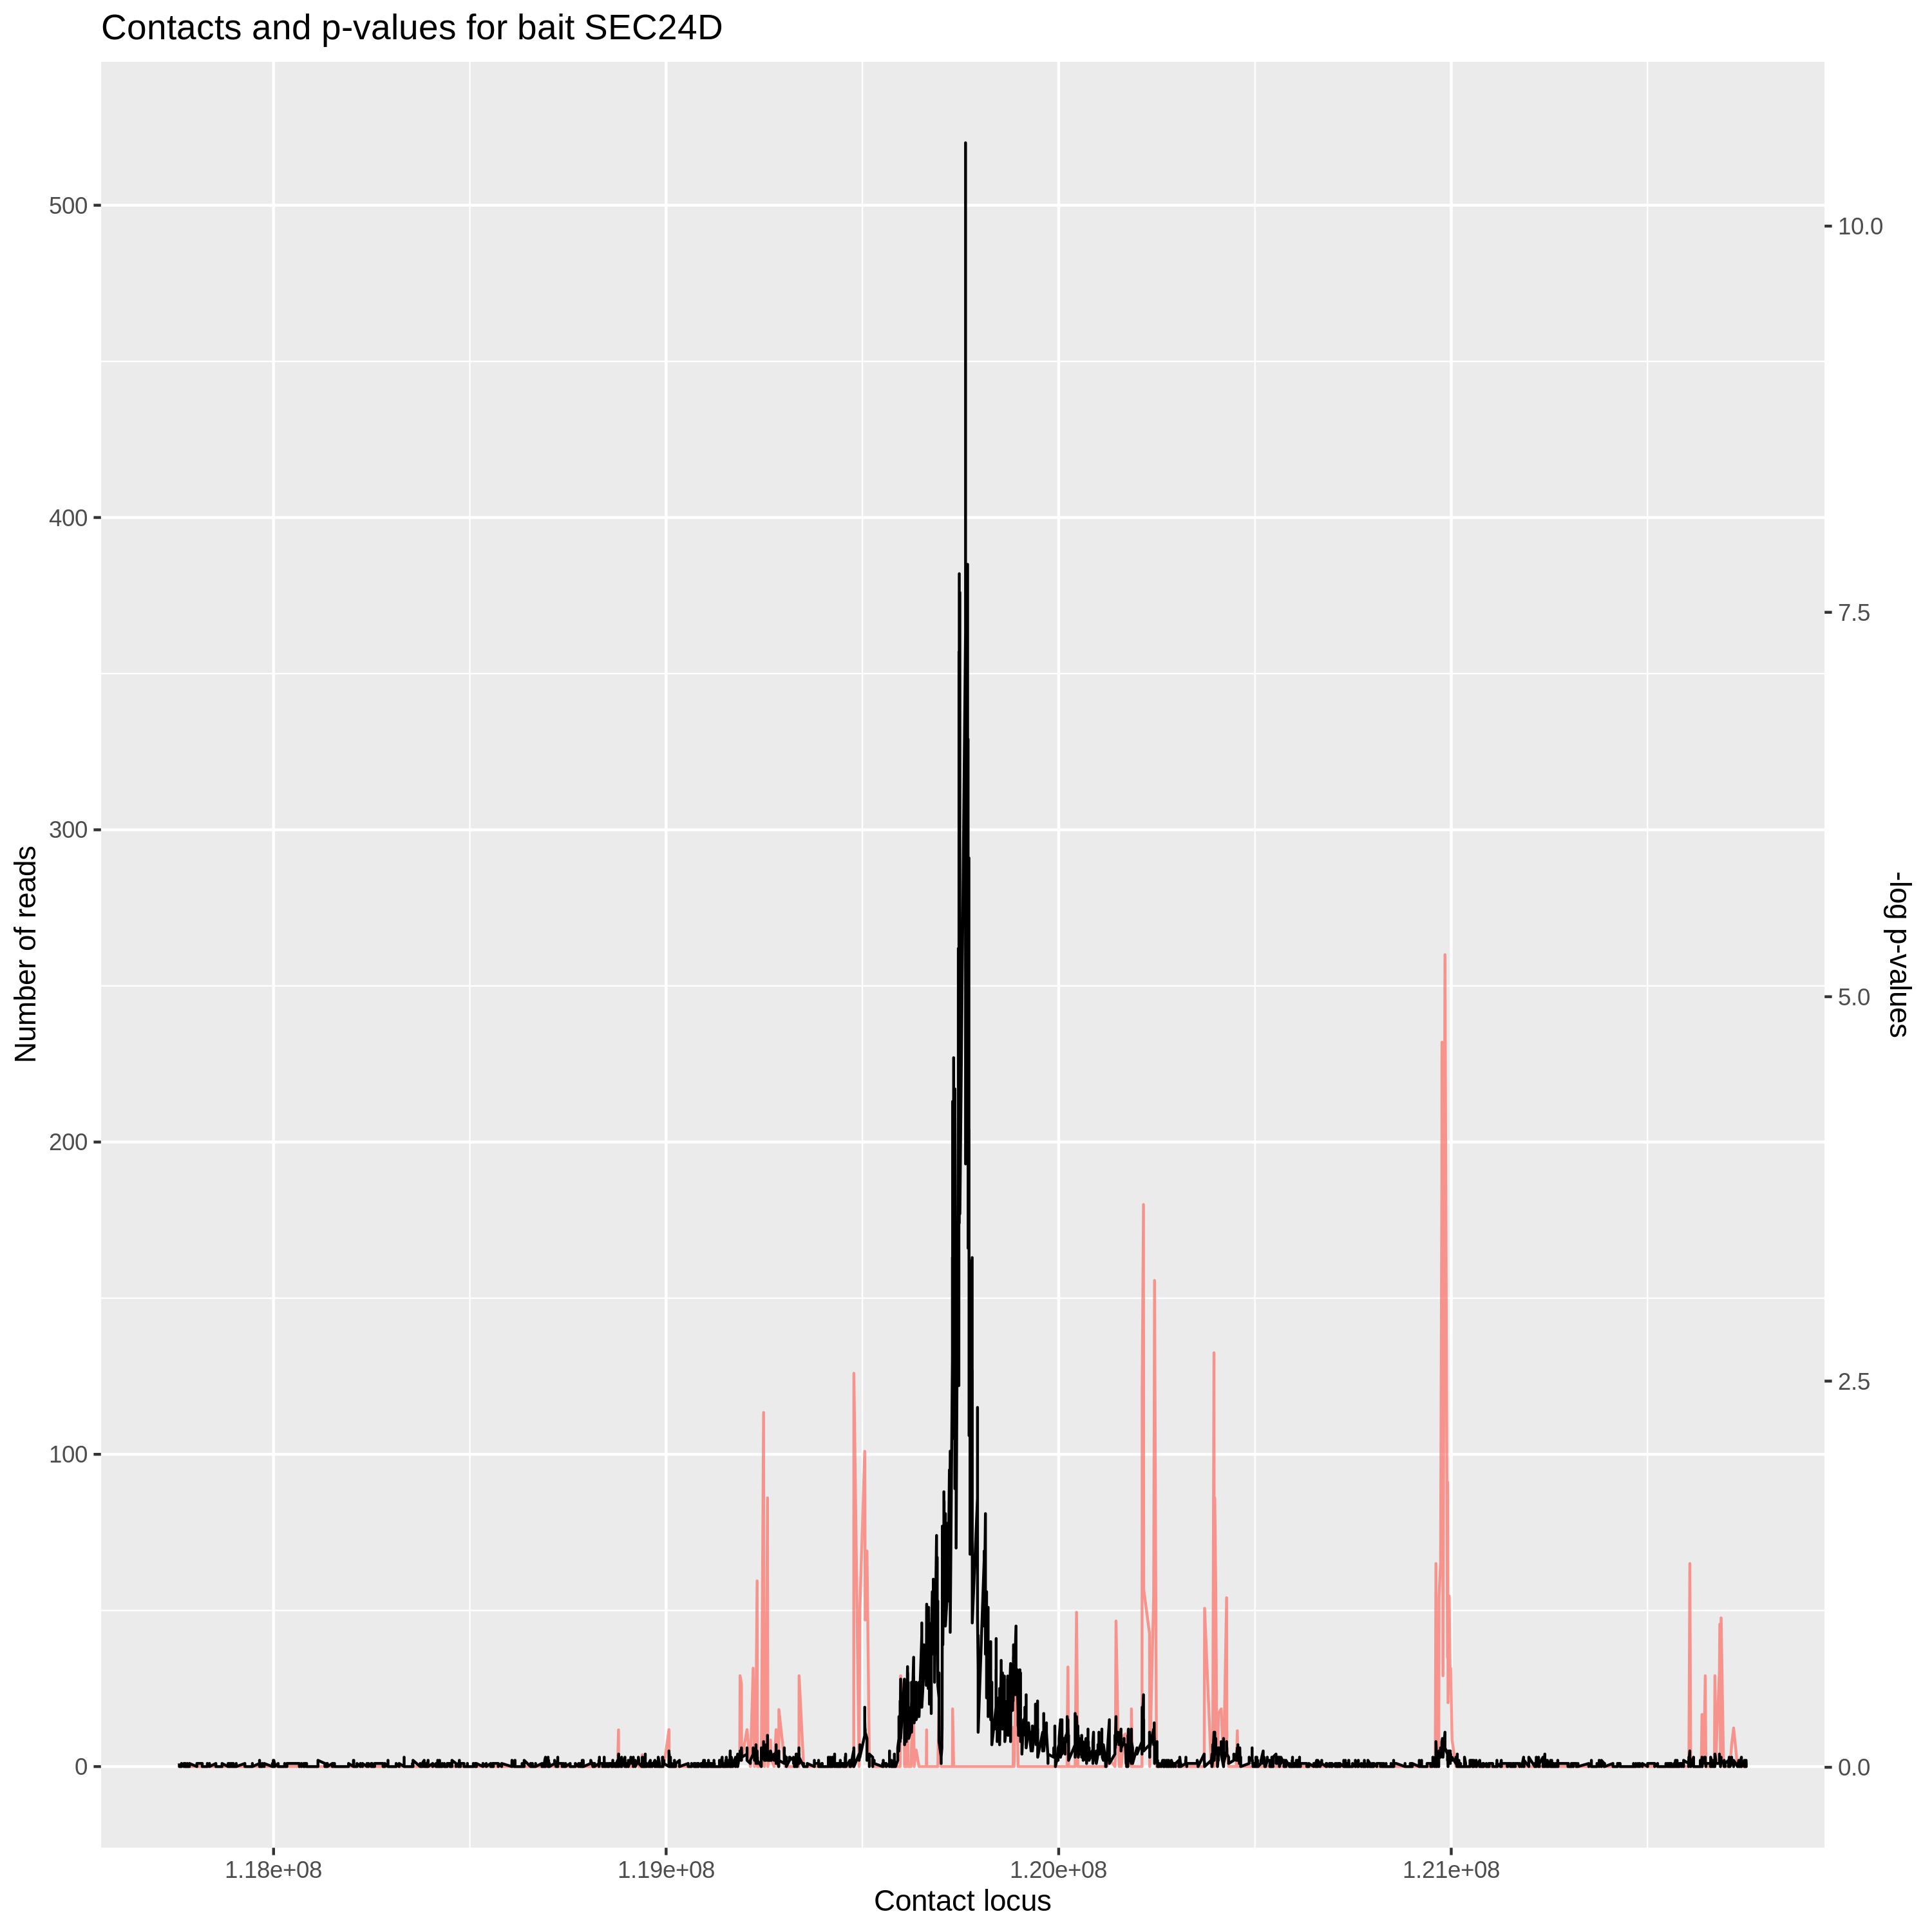 Contacts and p-values for bait SEC24D
500
400
300
200
100
0
Number of reads
10.0
7.5
5.0
2.5
0.0
-log p-values
1.18e+08
1.19e+08
1.20e+08
1.21e+08
Contact locus